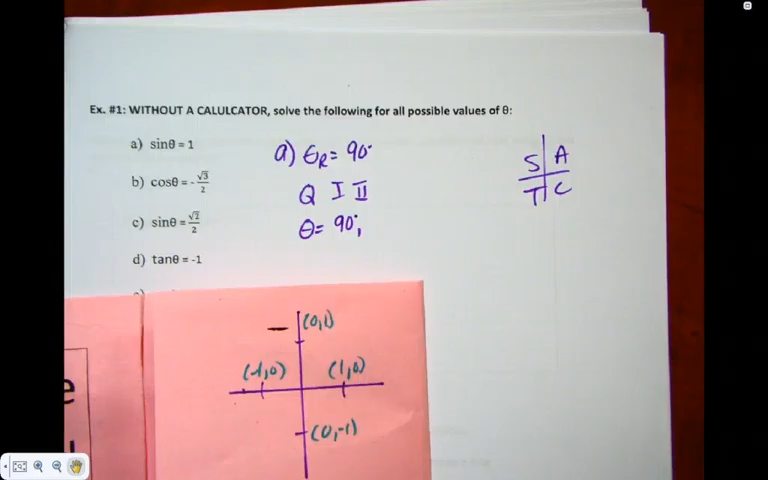 Ex. #1: WITHOUT A CALULCATOR, solve the following for all possible values of θ:
a) sinθ = 1
b) cosθ = -√3/2
c) sinθ = √2/2
d) tanθ = -1
a) θR = 90°
Q I II
θ = 90°,
S A
T C
(0,1)
(-1,0) (1,0)
(0,-1)
e